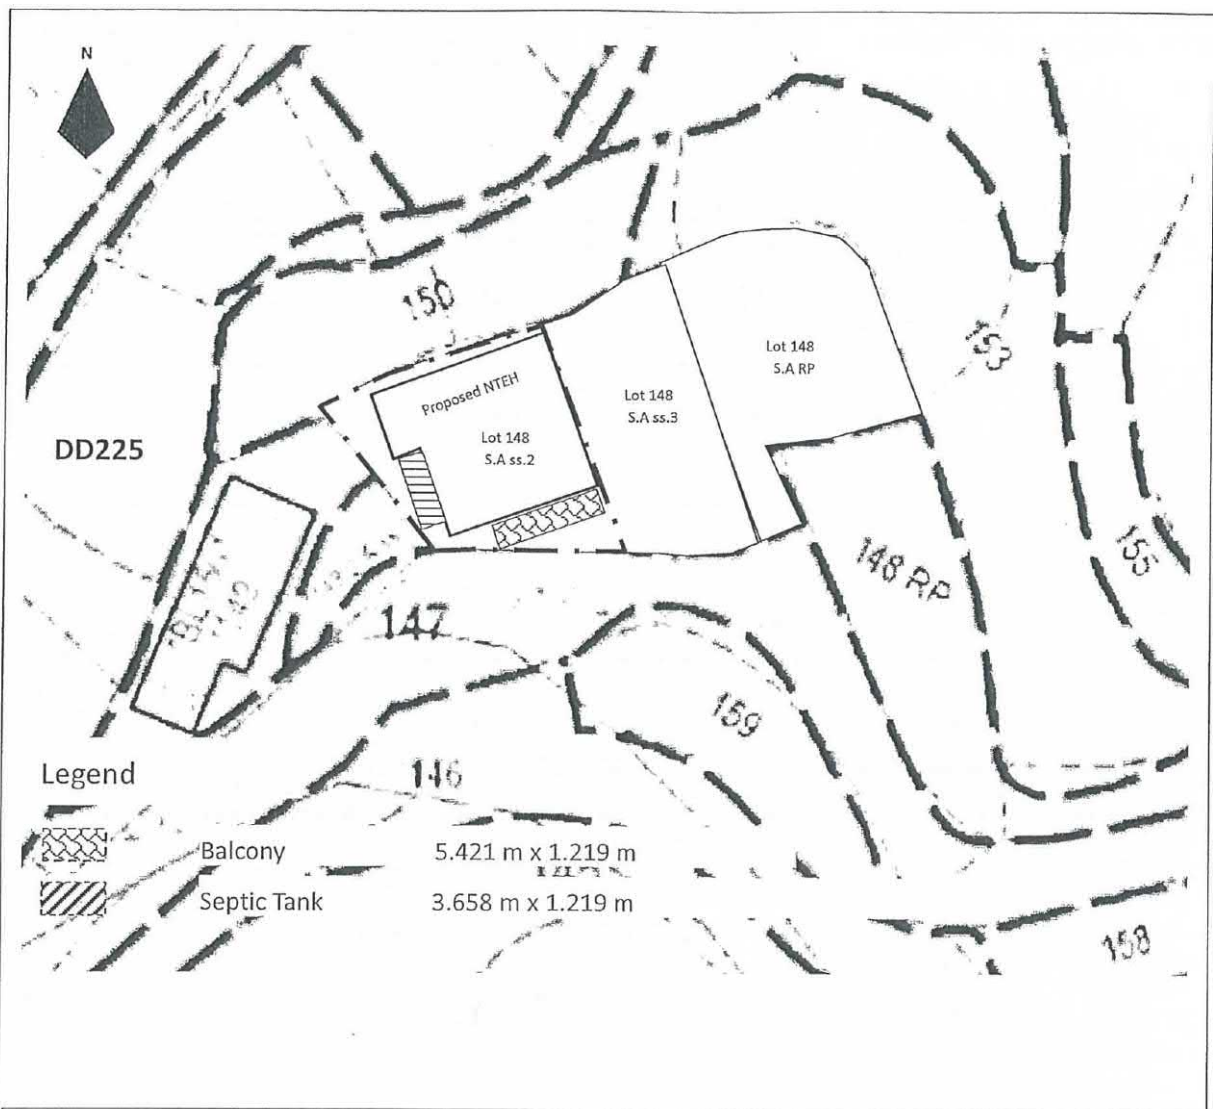 N
150
Lot 148
S.A RP
153
Proposed NTEH
Lot 148
S.A ss.3
Lot 148
S.A ss.2
DD225
155
148 RP
147
159
146
Legend
Balcony 5.421 m x 1.219 m
Septic Tank 3.658 m x 1.219 m
158